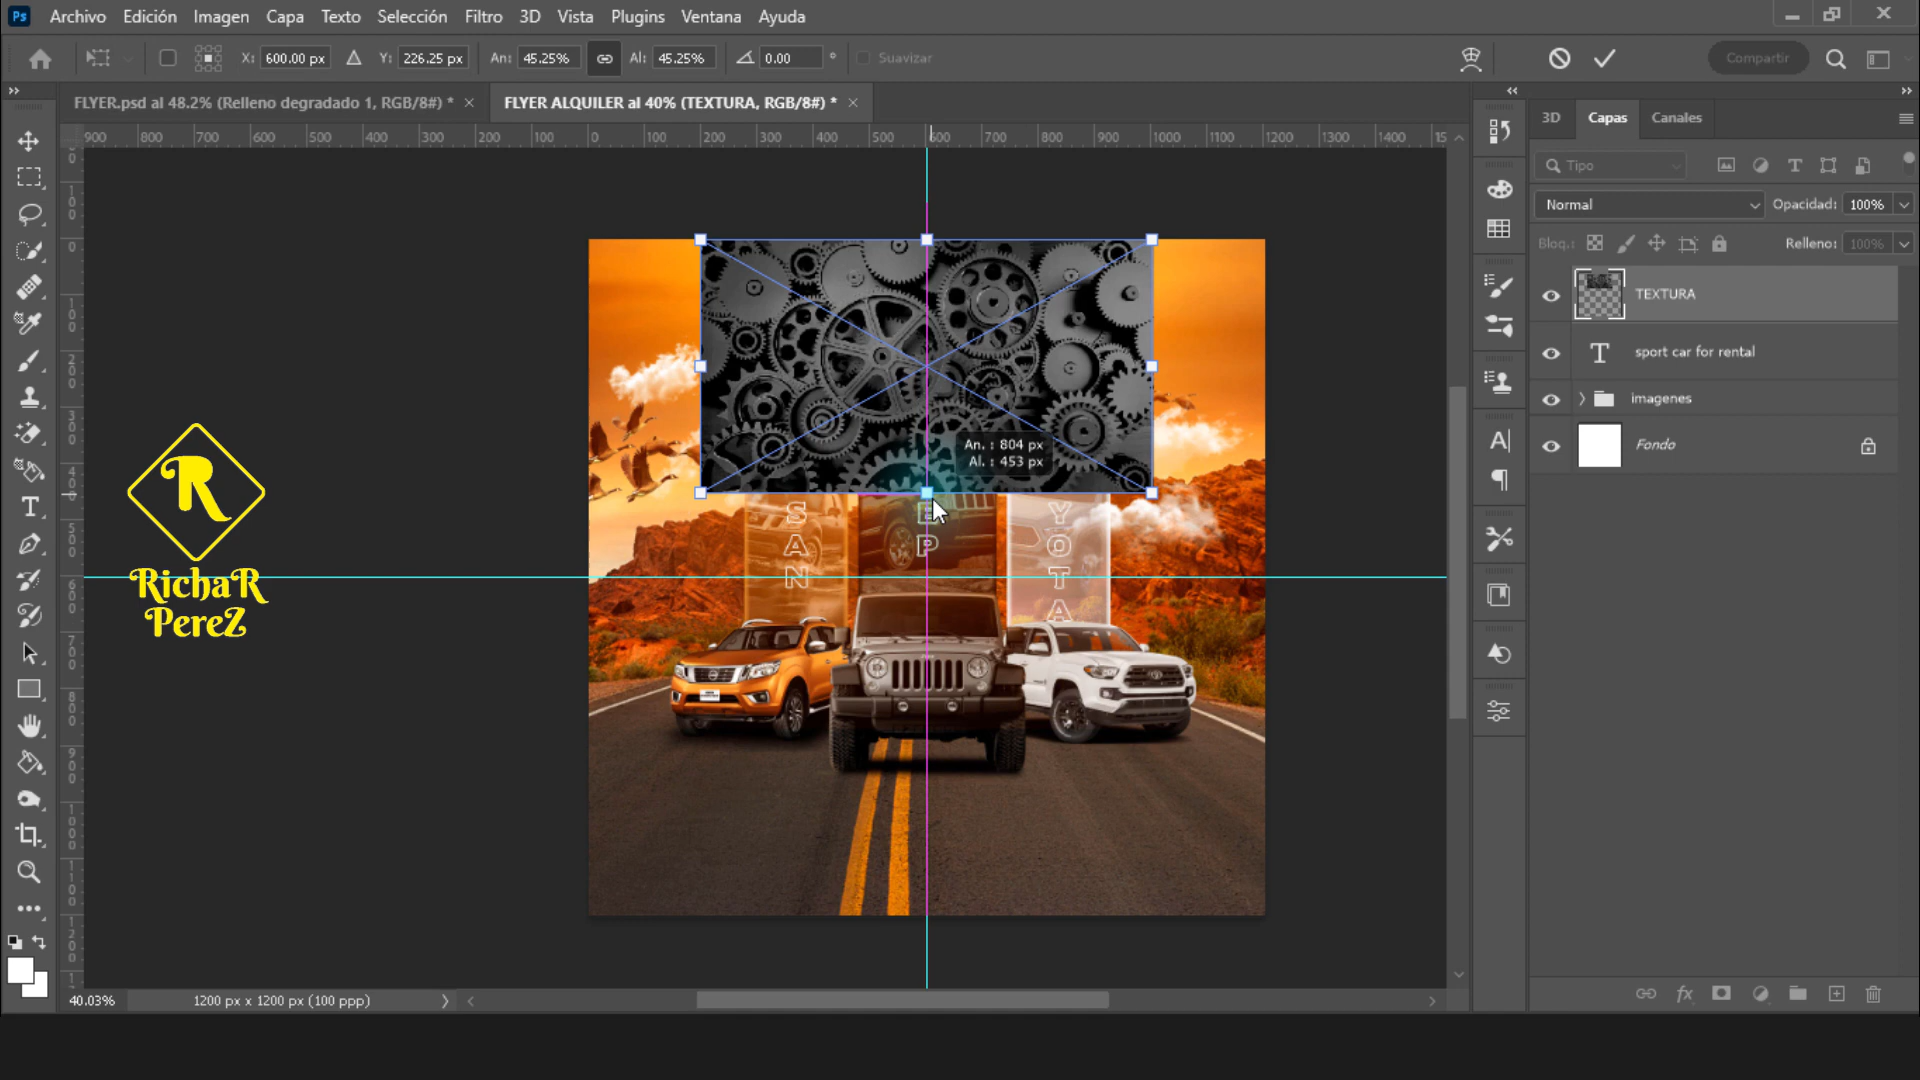 Ps Archivo Edición Imagen Capa Texto Selección Filtro 3D Vista Plugins Ventana Ayuda
X: 600.00 px Y: 226.25 px An: 45.25% Al: 45.25% 0.00 ° Suavizar Compartir
FLYER.psd al 48.2% (Relleno degradado 1, RGB/8#) * × FLYER ALQUILER al 40% (TEXTURA, RGB/8#) * ×
900 800 700 600 500 400 300 200 100 0 100 200 300 400 500 600 700 800 900 1000 1100 1200 1300 1400 15
3D Capas Canales
Tipo
Normal Opacidad: 100%
Bloq.: Relleno: 100%
TEXTURA
sport car for rental
imagenes
Fondo
An. : 804 px
Al. : 453 px
S
A
N
E
P
Y
O
T
A
R
RichaR
PereZ
40.03% 1200 px x 1200 px (100 ppp)